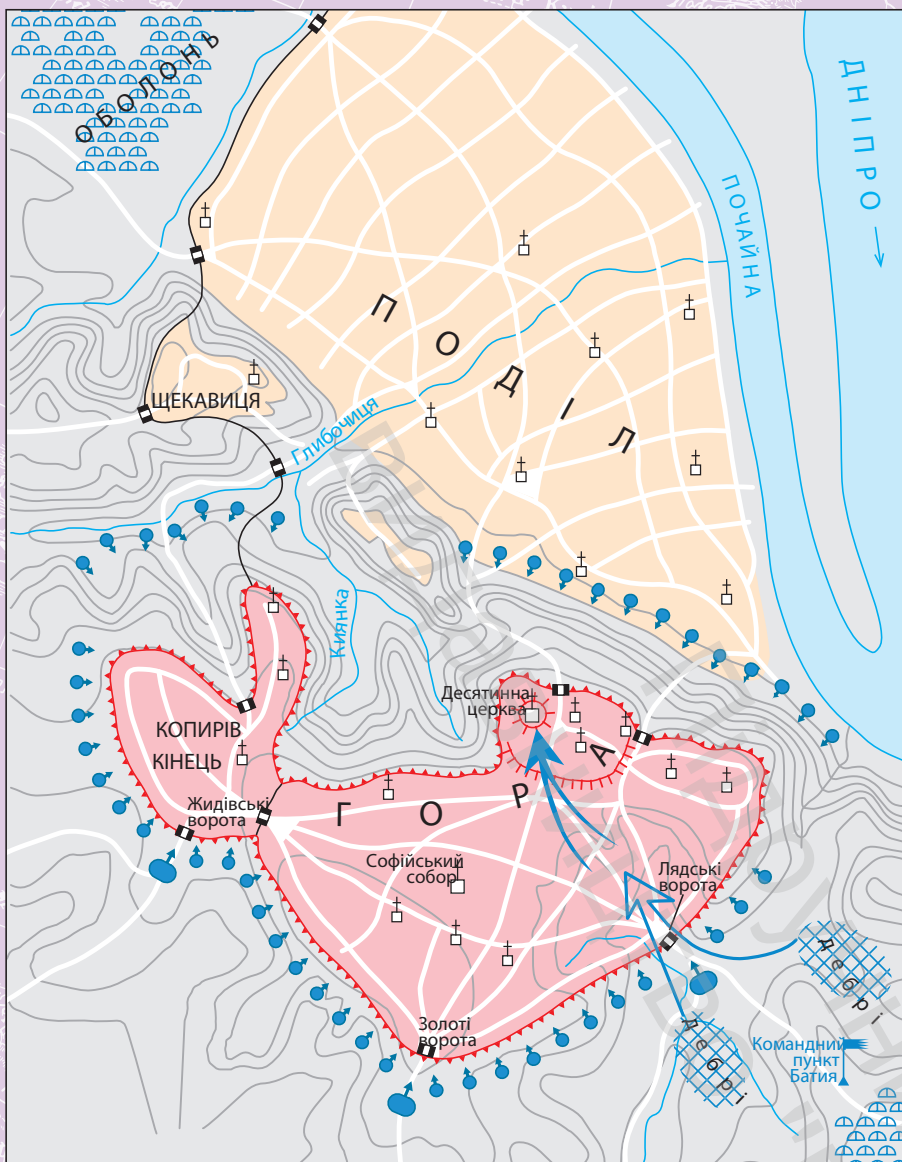 ОБОЛОНЬ
ДНІПРО
ПОЧАЙНА
ПОДІЛ
ЩЕКАВИЦЯ
Глибочиця
Киянка
Десятинна
церква
КОПИРІВ
КІНЕЦЬ
Жидівські
ворота
ГОРА
Софійський
собор
Лядські
ворота
Золоті
ворота
Дебрі
Дебрі
Командний
пункт
Батия